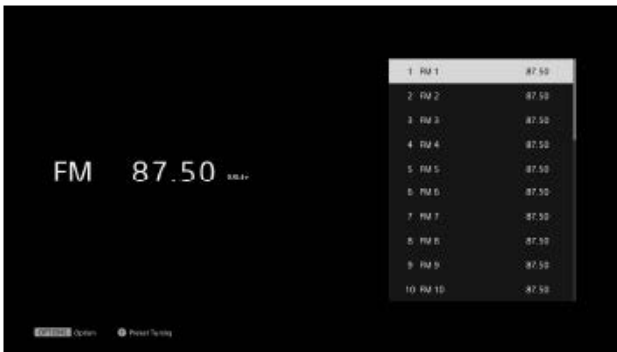 FM 87.50 MHz
1 FM 1 87.50
2 FM 2 87.50
3 FM 3 87.50
4 FM 4 87.50
5 FM 5 87.50
6 FM 6 87.50
7 FM 7 87.50
8 FM 8 87.50
9 FM 9 87.50
10 FM 10 87.50
OPTIONS Option Preset Tuning